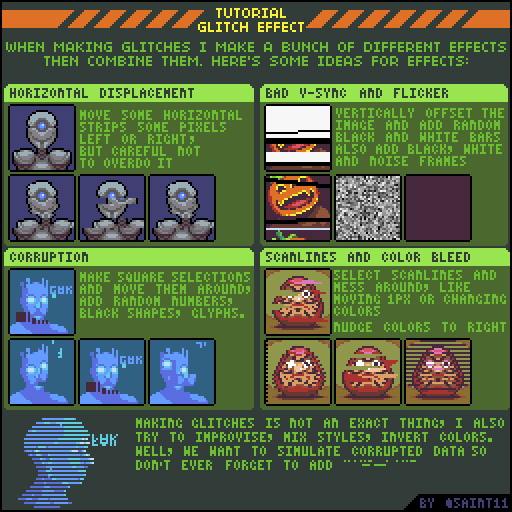 TUTORIAL
GLITCH EFFECT
WHEN MAKING GLITCHES I MAKE A BUNCH OF DIFFERENT EFFECTS
THEN COMBINE THEM. HERE'S SOME IDEAS FOR EFFECTS:
HORIZONTAL DISPLACEMENT
MOVE SOME HORIZONTAL
STRIPS SOME PIXELS
LEFT OR RIGHT,
BUT CAREFUL NOT
TO OVERDO IT
BAD V-SYNC AND FLICKER
VERTICALLY OFFSET THE
IMAGE AND ADD RANDOM
BLACK AND WHITE BARS
ALSO ADD BLACK, WHITE
AND NOISE FRAMES
CORRUPTION
MAKE SQUARE SELECTIONS
AND MOVE THEM AROUND,
ADD RANDOM NUMBERS,
BLACK SHAPES, GLYPHS.
SCANLINES AND COLOR BLEED
SELECT SCANLINES AND
MESS AROUND, LIKE
MOVING 1PX OR CHANGING
COLORS
NUDGE COLORS TO RIGHT
MAKING GLITCHES IS NOT AN EXACT THING, I ALSO
TRY TO IMPROVISE, MIX STYLES, INVERT COLORS.
WELL, WE WANT TO SIMULATE CORRUPTED DATA SO
DON'T EVER FORGET TO ADD
BY @SAINT11